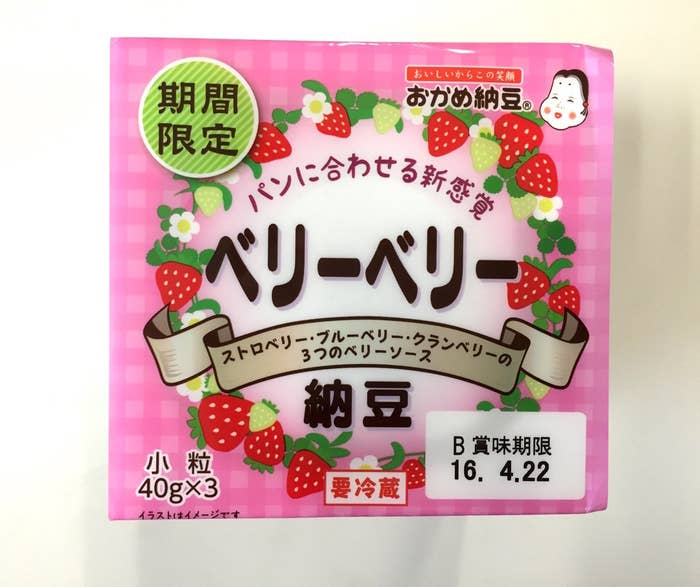 期間
限定
おいしいからこの笑顔
おかめ納豆®
パンに合わせる新感覚
ベリーベリー
ストロベリー・ブルーベリー・クランベリーの
3つのベリーソース
納豆
B 賞味期限
16. 4.22
小粒
40g×3
要冷蔵
イラストはイメージです